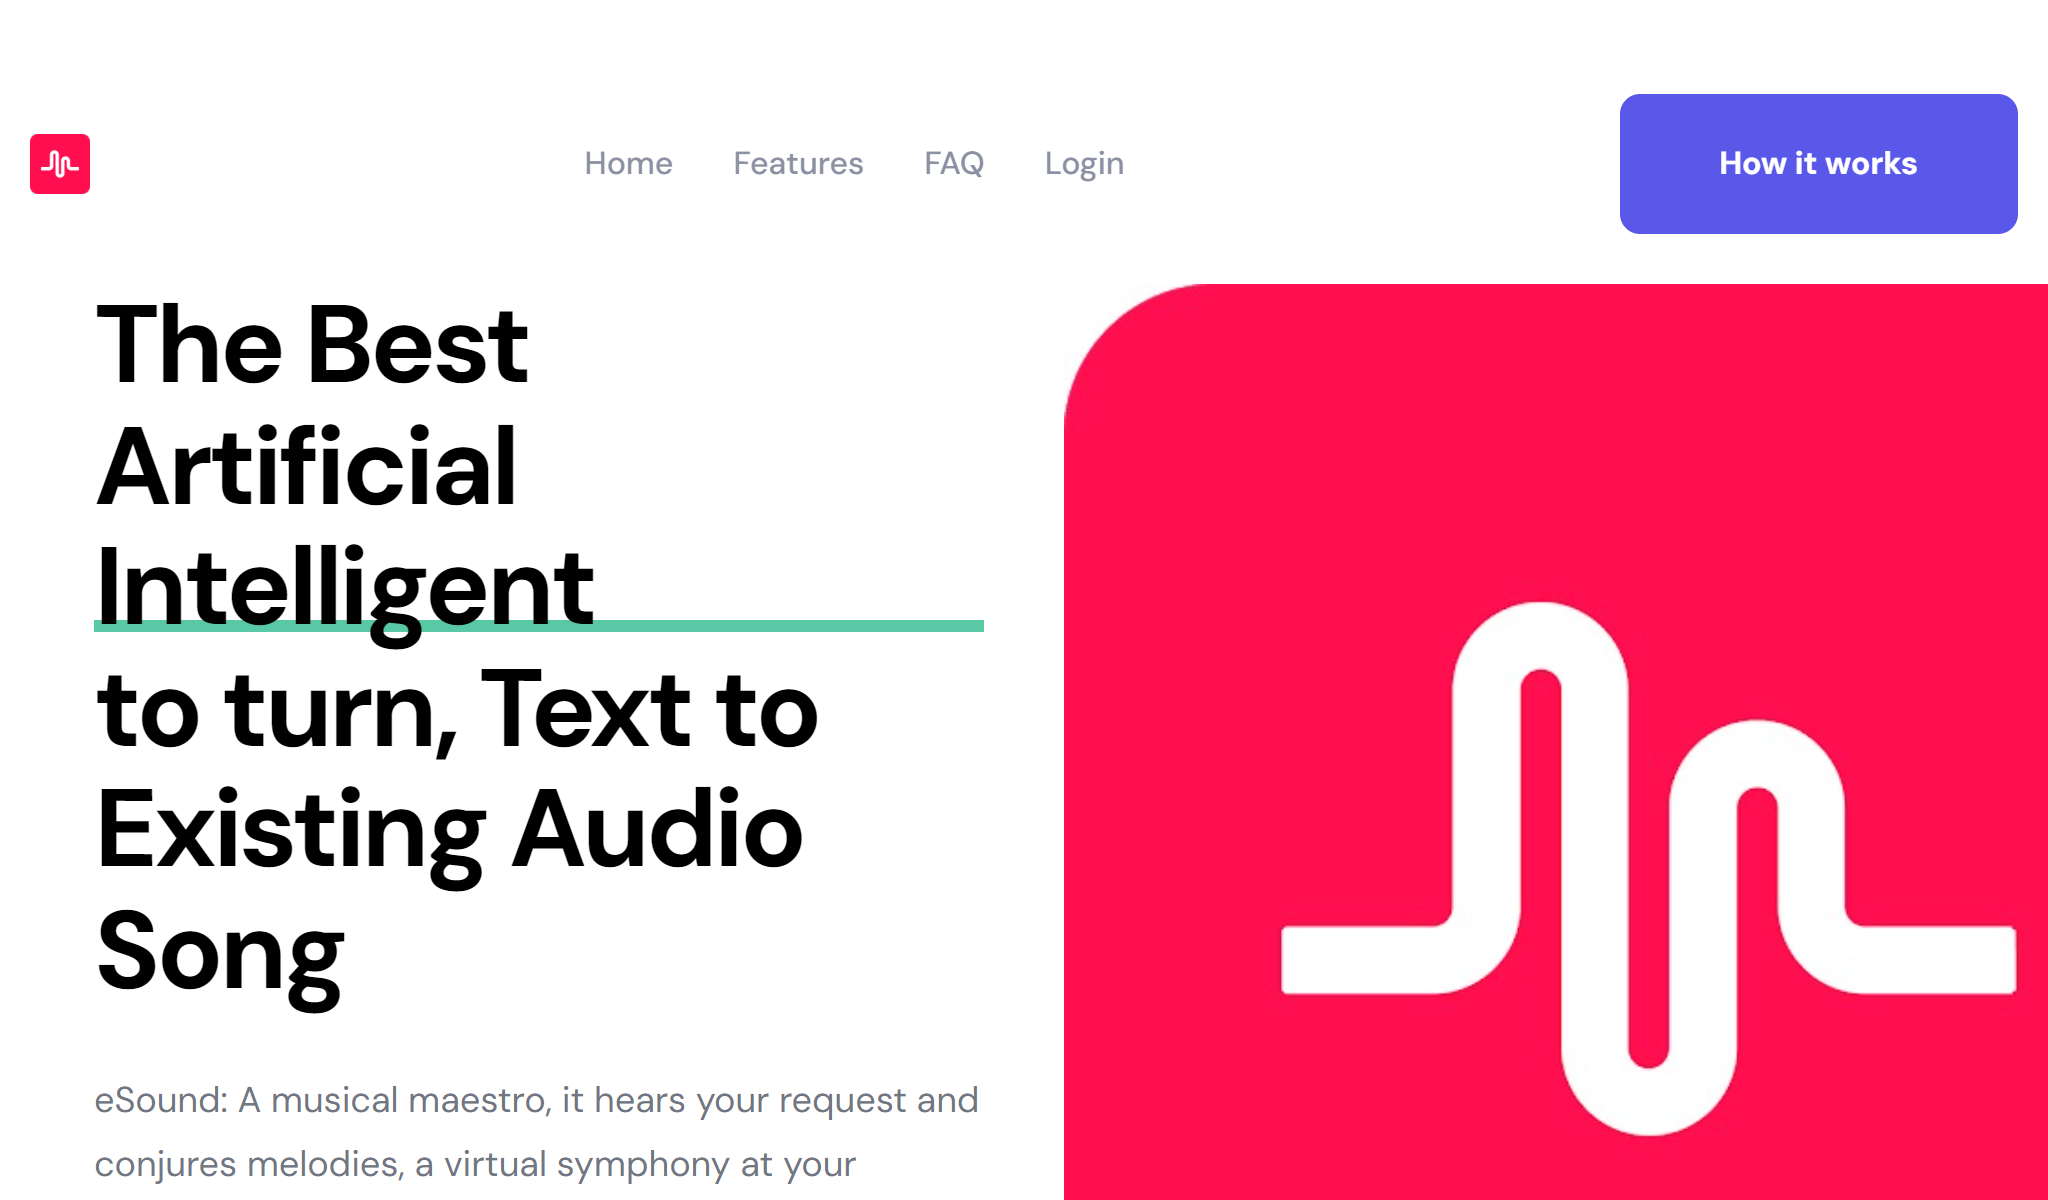 Home Features FAQ Login How it works
The Best
Artificial
Intelligent
to turn, Text to
Existing Audio
Song
eSound: A musical maestro, it hears your request and
conjures melodies, a virtual symphony at your